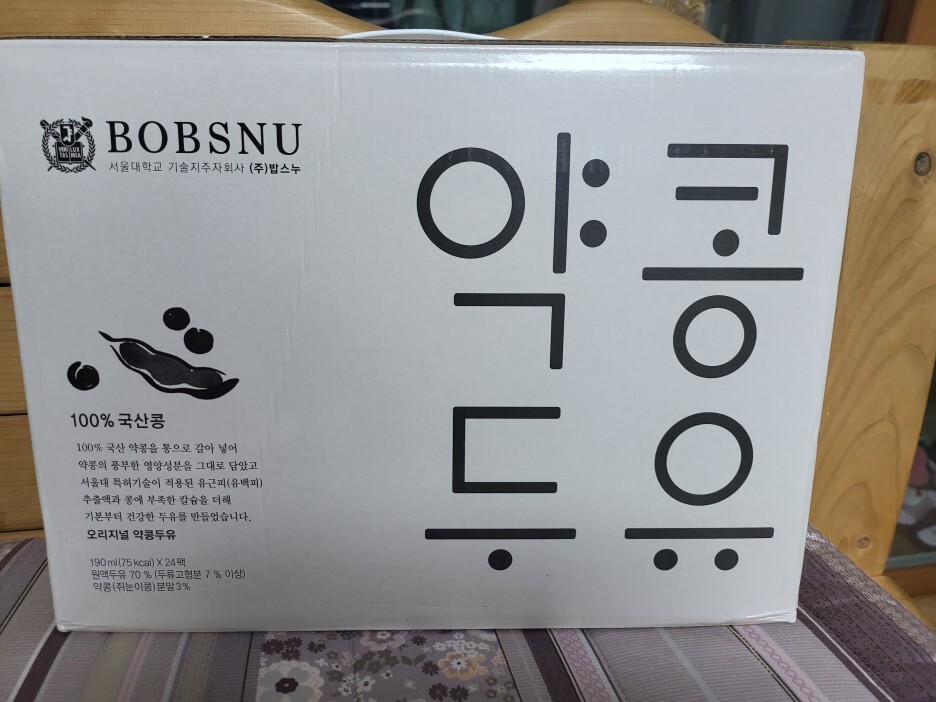 BOBSNU
서울대학교 기술지주자회사 (주)밥스누
VERI LUX
TAS MEA
약콩
두유
100% 국산콩
100% 국산 약콩을 통으로 갈아 넣어
약콩의 풍부한 영양성분을 그대로 담았고
서울대 특허기술이 적용된 유근피(유백피)
추출액과 콩에 부족한 칼슘을 더해
기본부터 건강한 두유를 만들었습니다.
오리지널 약콩두유
190ml(75kcal) X 24팩
원액두유 70 % (두류고형분 7 % 이상)
약콩(쥐눈이콩)분말 3%